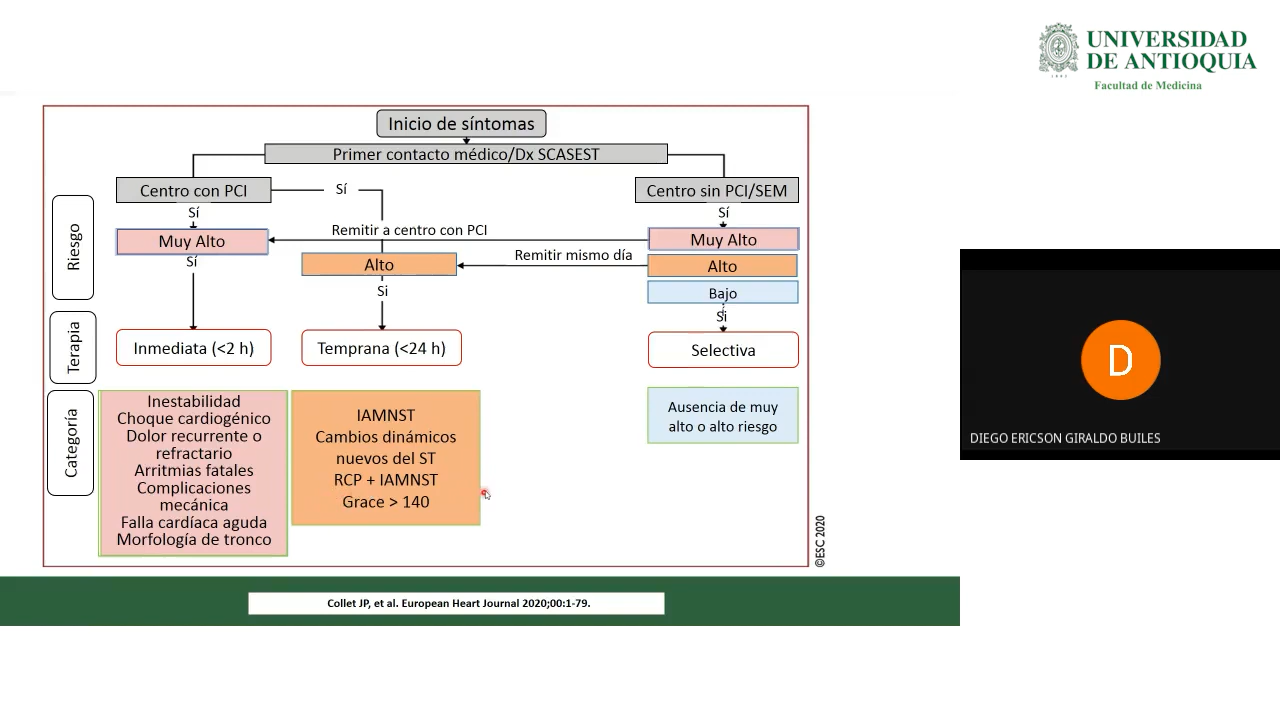 UNIVERSIDAD
DE ANTIOQUIA
Facultad de Medicina
1803
Inicio de síntomas
Primer contacto médico/Dx SCASEST
Centro con PCI
Sí
Centro sin PCI/SEM
Sí
Sí
Riesgo
Muy Alto
Remitir a centro con PCI
Muy Alto
Sí
Alto
Remitir mismo día
Alto
Si
Bajo
Sí
Terapia
Inmediata (<2 h)
Temprana (<24 h)
Selectiva
Categoría
Inestabilidad
Choque cardiogénico
Dolor recurrente o
refractario
Arritmias fatales
Complicaciones
mecánica
Falla cardíaca aguda
Morfología de tronco
IAMNST
Cambios dinámicos
nuevos del ST
RCP + IAMNST
Grace > 140
Ausencia de muy
alto o alto riesgo
©ESC 2020
Collet JP, et al. European Heart Journal 2020;00:1-79.
D
DIEGO ERICSON GIRALDO BUILES